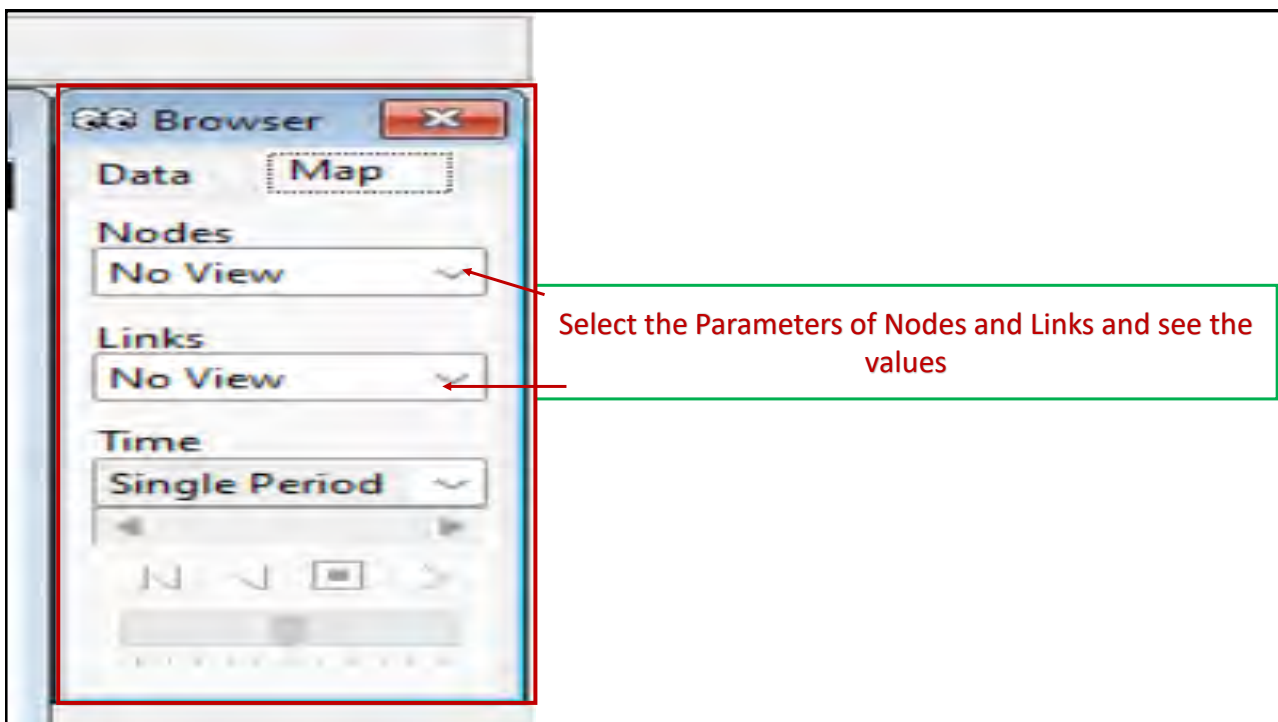 Browser
Data Map
Nodes
No View
Links
No View
Time
Single Period
Select the Parameters of Nodes and Links and see the
values